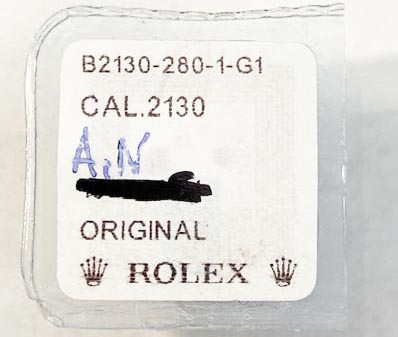 B2130-280-1-G1
CAL.2130
A,N
ORIGINAL
ROLEX